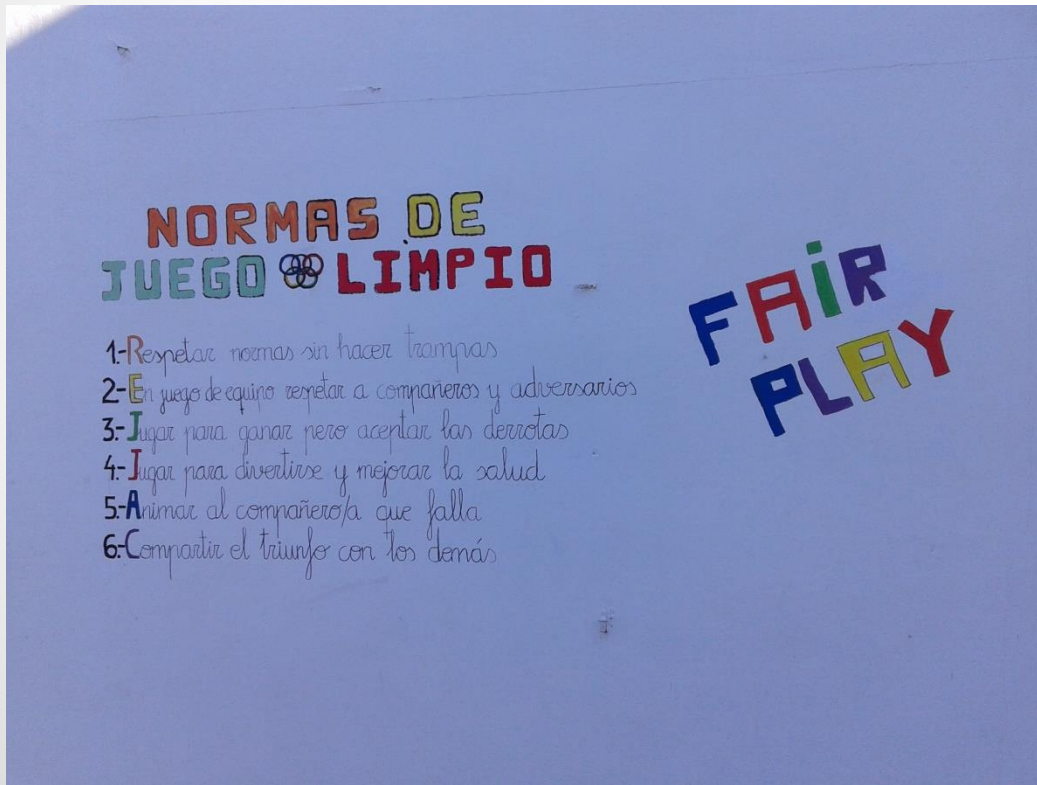 NORMAS DE
JUEGO LIMPIO
1.-Respetar normas sin hacer trampas
2-En juego de equipo respetar a compañeros y adversarios
3.-Jugar para ganar pero aceptar las derrotas
4.-Jugar para divertirse y mejorar la salud
5.-Animar al compañero/a que falla
6.-Compartir el triunfo con los demás
FAiR
PLAY